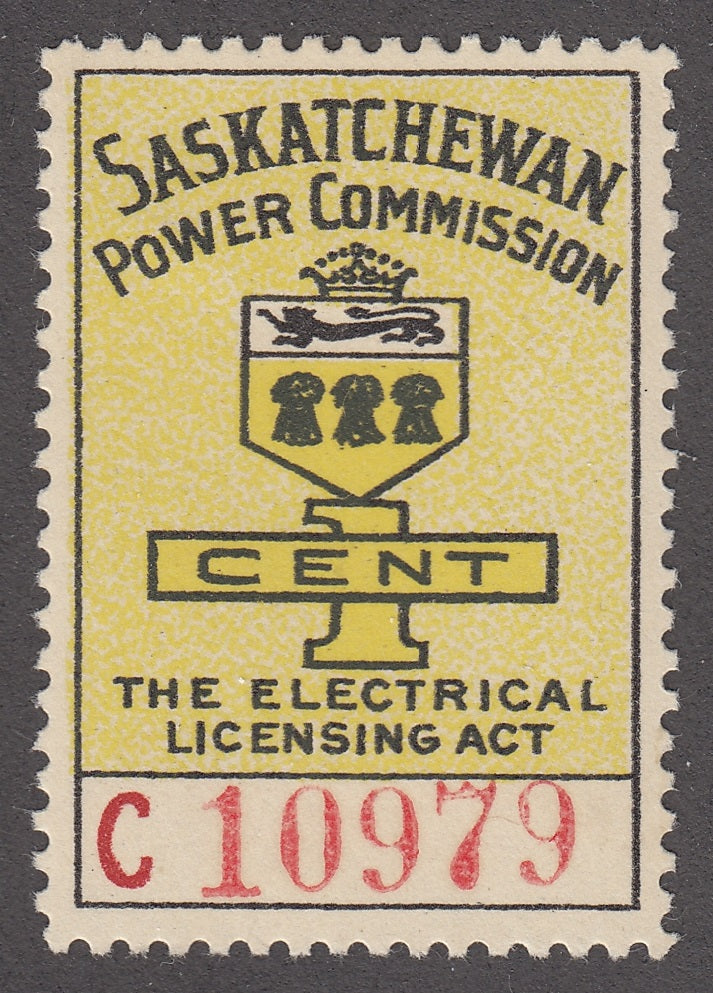 SASKATCHEWAN
POWER COMMISSION
1
CENT
THE ELECTRICAL
LICENSING ACT
C 10979